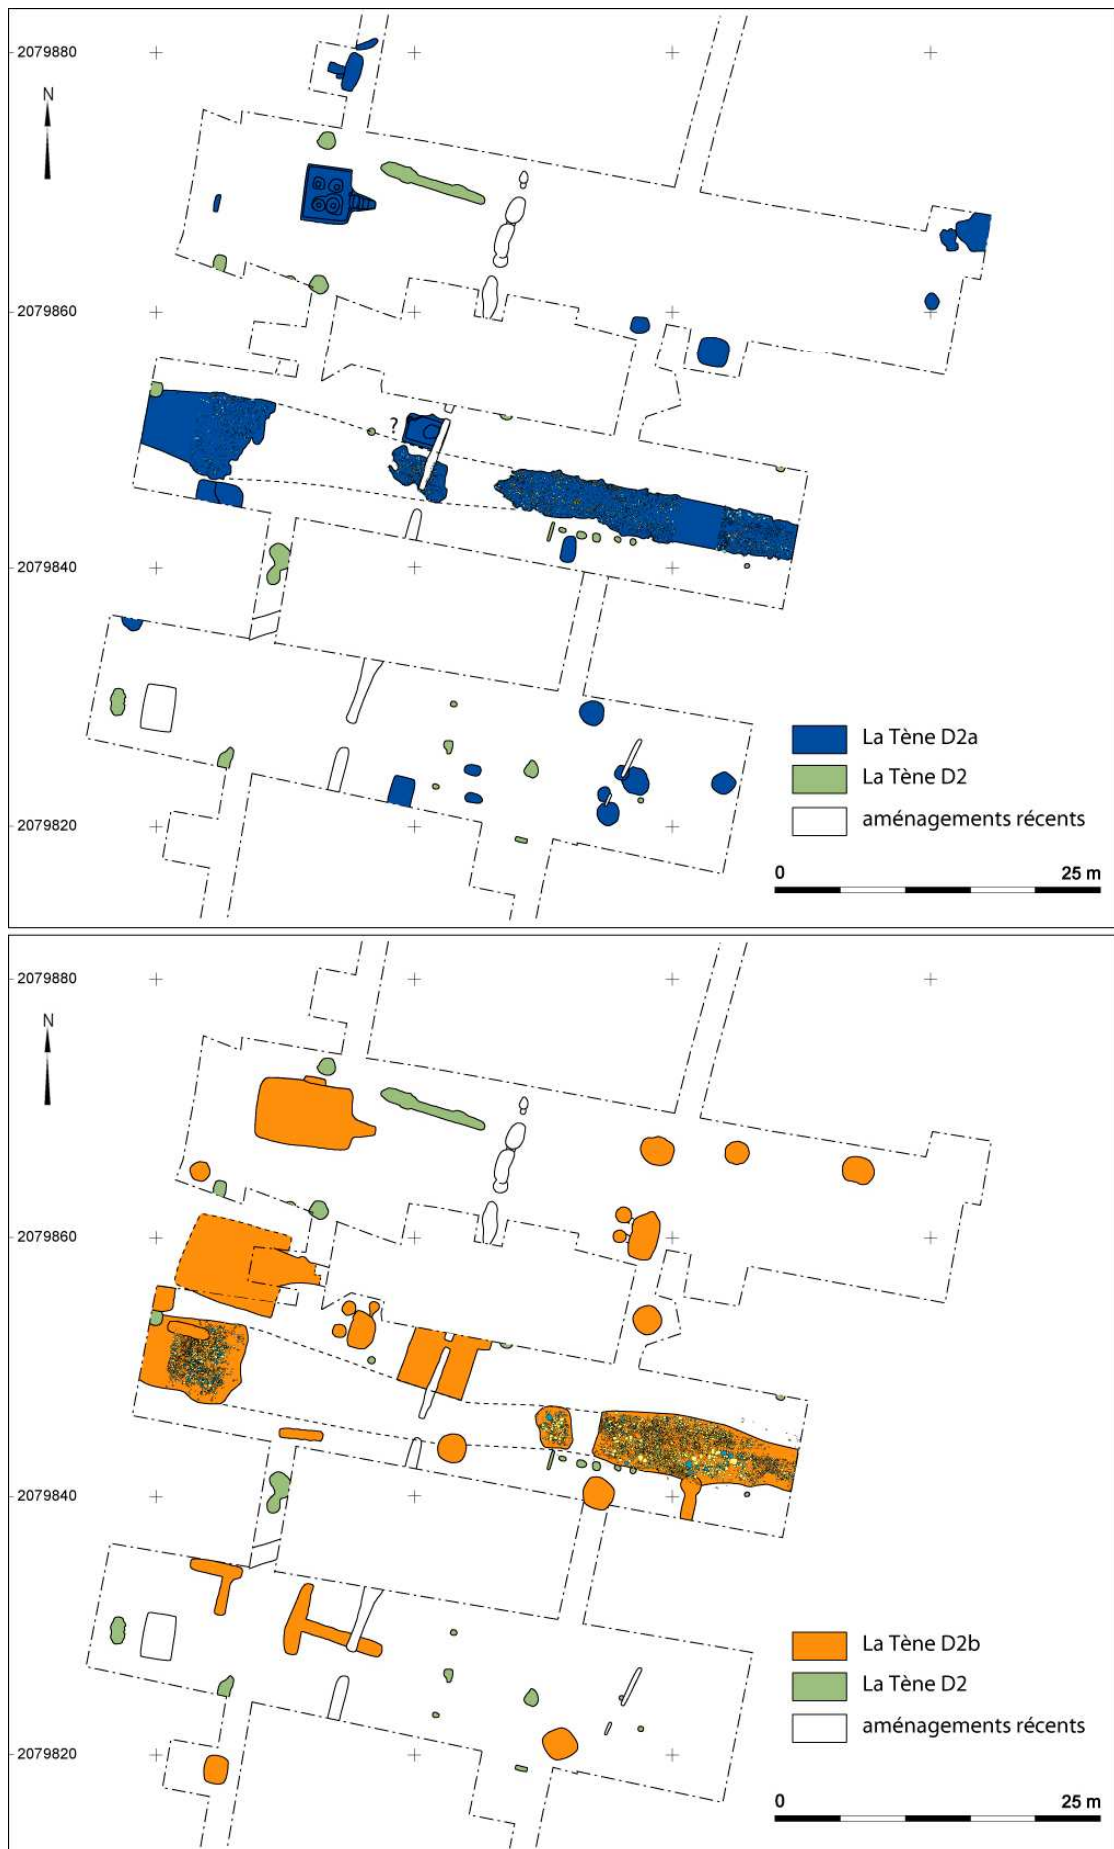 2079880
N
2079860
?
2079840
La Tène D2a
La Tène D2
aménagements récents
2079820
0 25 m
2079880
N
2079860
2079840
La Tène D2b
La Tène D2
aménagements récents
2079820
0 25 m